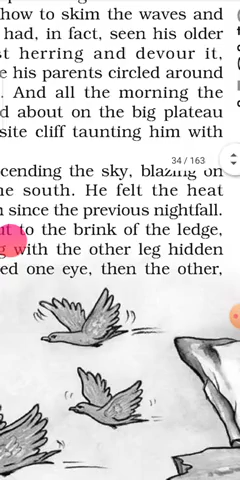 how to skim the waves and
had, in fact, seen his older
st herring and devour it,
e his parents circled around
. And all the morning the
d about on the big plateau
site cliff taunting him with
34 / 163
cending the sky, blazing on
he south. He felt the heat
since the previous nightfall.
ut to the brink of the ledge,
with the other leg hidden
ed one eye, then the other,